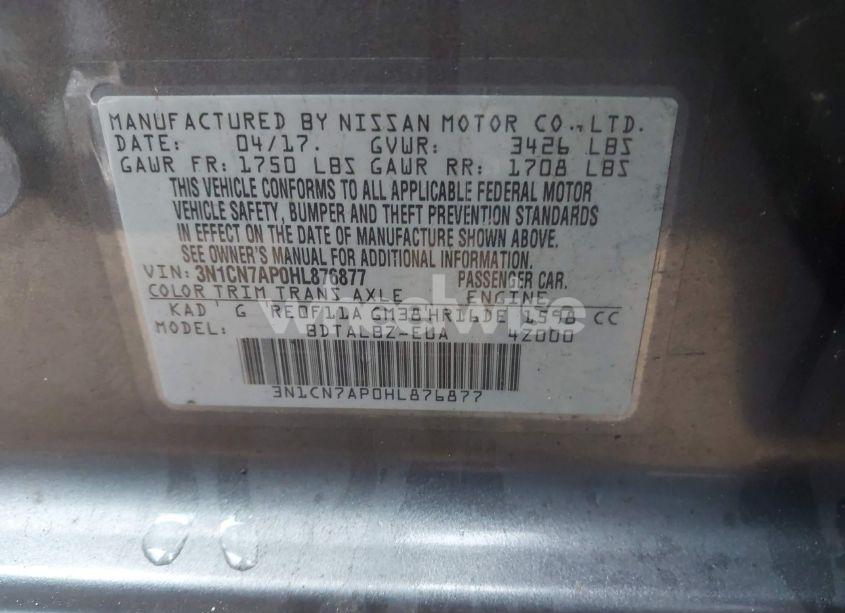 MANUFACTURED BY NISSAN MOTOR CO., LTD.
DATE: 04/17. GVWR: 3426 LBS
GAWR FR: 1750 LBS GAWR RR: 1708 LBS
THIS VEHICLE CONFORMS TO ALL APPLICABLE FEDERAL MOTOR
VEHICLE SAFETY, BUMPER AND THEFT PREVENTION STANDARDS
IN EFFECT ON THE DATE OF MANUFACTURE SHOWN ABOVE.
SEE OWNER'S MANUAL FOR ADDITIONAL INFORMATION.
VIN: 3N1CN7AP0HL876877 PASSENGER CAR.
COLOR TRIM TRANS AXLE ENGINE
KAD G RE0F11A GM38 HR16DE 1598 CC
MODEL: BDTALBZ-EUA 42000
3N1CN7AP0HL876877